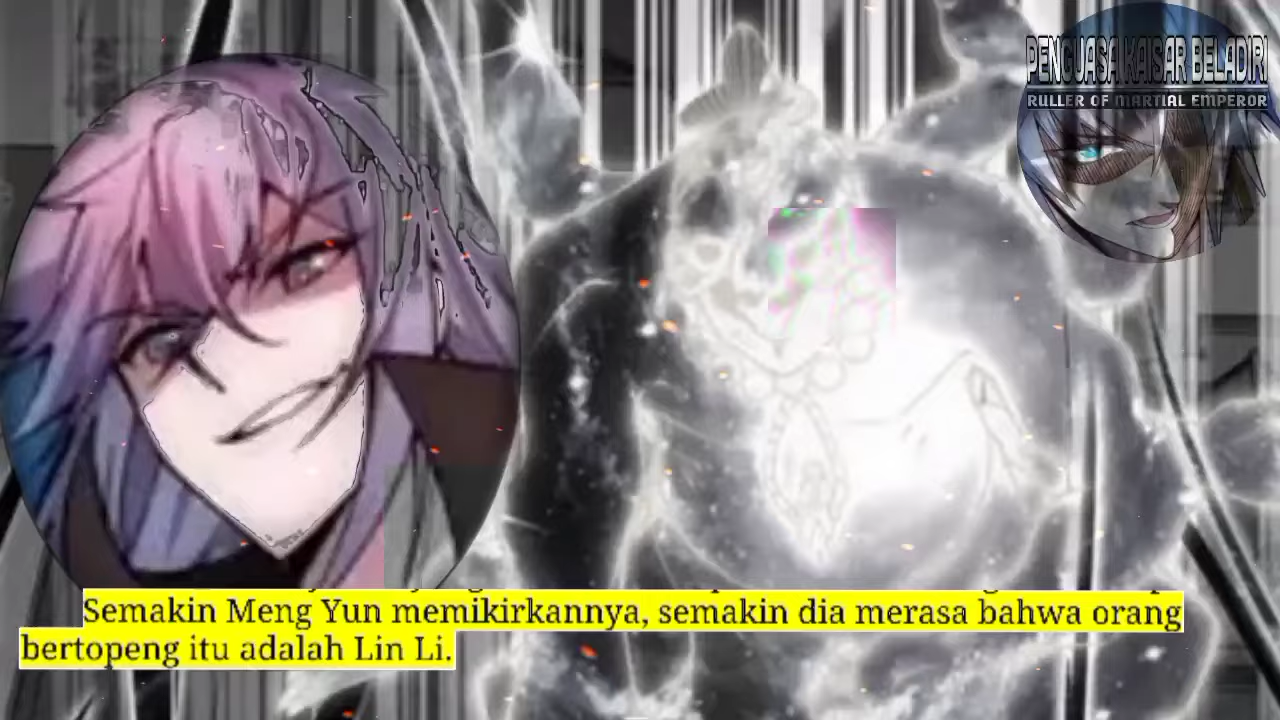 PENGUASA KAISAR BELADIRI
RULLER OF MARTIAL EMPEROR
Semakin Meng Yun memikirkannya, semakin dia merasa bahwa orang
bertopeng itu adalah Lin Li.